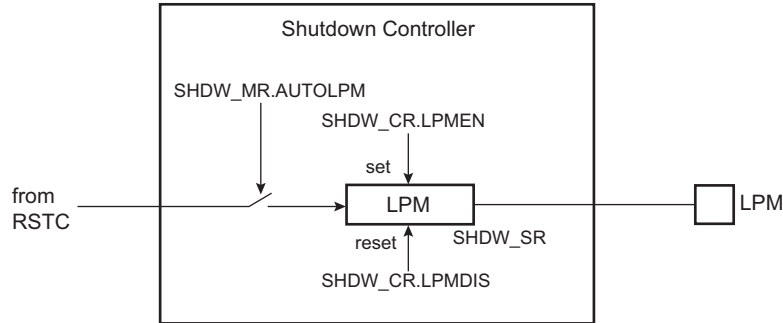 Shutdown Controller
SHDW_MR.AUTOLPM
SHDW_CR.LPMEN
set
from
RSTC
LPM
LPM
SHDW_SR
reset
SHDW_CR.LPMDIS